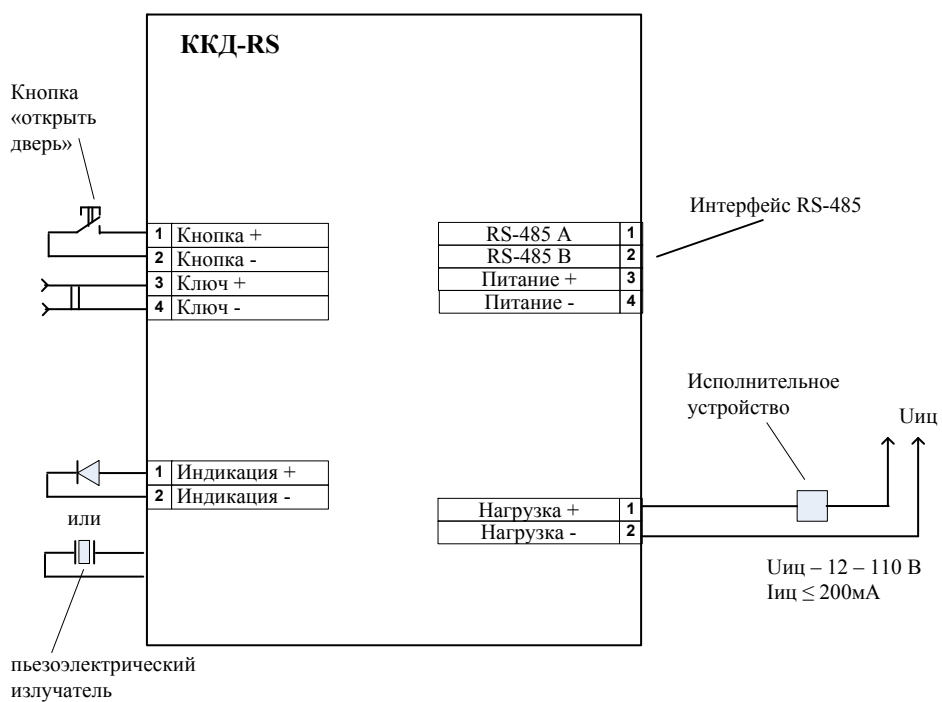 ККД-RS
Кнопка
«открыть
дверь»
1 Кнопка +
2 Кнопка -
3 Ключ +
4 Ключ -
RS-485 A 1
RS-485 B 2
Питание + 3
Питание - 4
Интерфейс RS-485
1 Индикация +
2 Индикация -
или
пьезоэлектрический
излучатель
Исполнительное
устройство
Uиц
Нагрузка + 1
Нагрузка - 2
Uиц – 12 – 110 В
Iиц ≤ 200мА